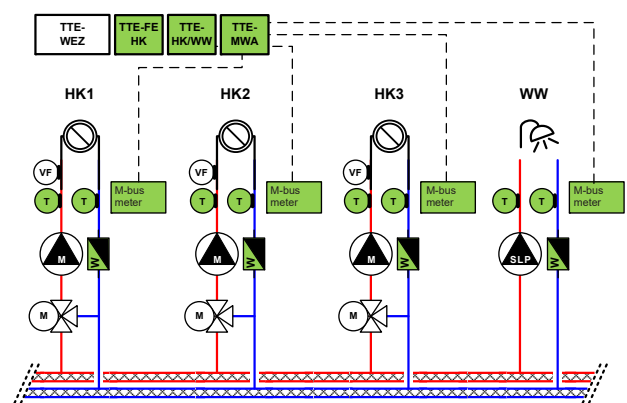 TTE-
WEZ
TTE-FE
HK
TTE-
HK/WW
TTE-
MWA
HK1
HK2
HK3
WW
VF
VF
VF
T
T
M-bus
meter
T
T
M-bus
meter
T
T
M-bus
meter
T
T
M-bus
meter
M
W
M
W
M
W
SLP
W
M
M
M